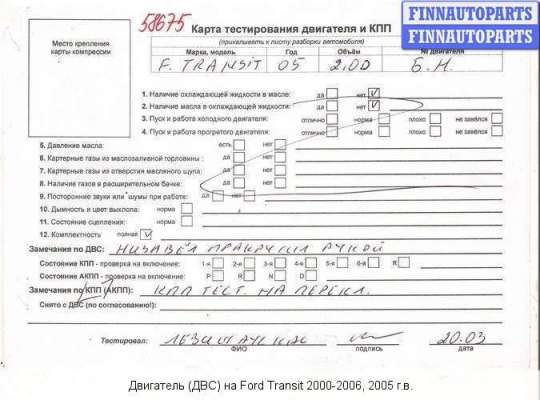 58675
Карта тестирования двигателя и КПП
FINNAUTOPARTS
FINNAUTOPARTS
(прикалывать к листу разборки автомобиля)
Место крепления карты компрессии
Марка, модель Год Объём № двигателя
F. TRANSIT 05 2,0D Б.Н.
1. Наличие охлаждающей жидкости в масле: да нет
2. Наличие масла в охлаждающей жидкости: да нет
3. Пуск и работа холодного двигателя: отлично норма плохо не завёлся
4. Пуск и работа прогретого двигателя: отлично норма плохо не завёлся
5. Давление масла: есть нет
6. Картерные газы из маслозаливной горловины: да нет
7. Картерные газы из отверстия масляного щупа: да нет
8. Наличие газов в расширительном бачке: да нет
9. Посторонние звуки или шумы при работе: да нет
10. Дымность и цвет выхлопа: норма
11. Состояние сцепления: норма
12. Комплектность полная
Замечания по ДВС: НИЗАВЁЛ ПРАКРУТИЛ РУКОЙ
Состояние КПП - проверка на включение: 1-я 2-я 3-я 4-я 5-я 6-я R
Состояние АКПП - проверка на включение: P R N D
Замечания по КПП (АКПП): КПП ТЕСТ. НА ПЕРЕКЛ.
Снято с ДВС (по согласованию!):
Тестировал: 20.03
ФИО подпись дата
Двигатель (ДВС) на Ford Transit 2000-2006, 2005 г.в.